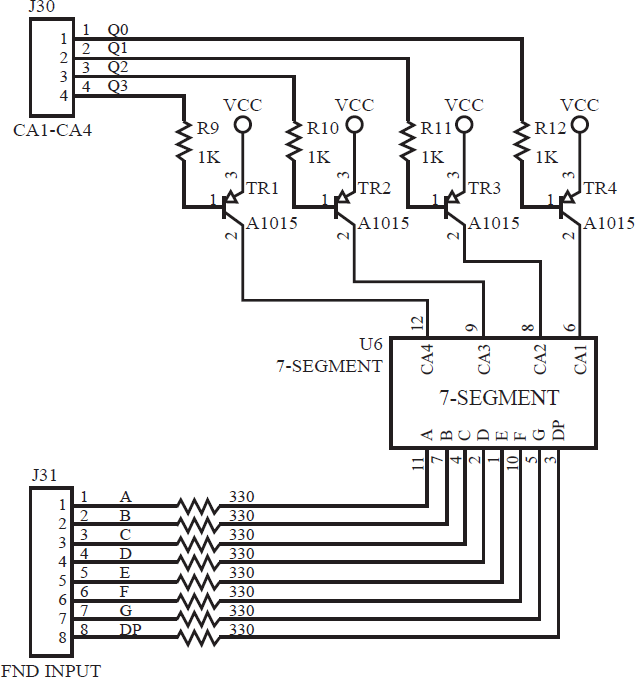 J30
1 1 Q0
2 2 Q1
3 3 Q2
4 4 Q3
CA1-CA4
R9 VCC R10 VCC R11 VCC R12 VCC
1K 1K 1K 1K
3 3 3 3
1 TR1 1 TR2 1 TR3 1 TR4
A1015 A1015 A1015 A1015
2 2 2 2
12 9 8 6
U6
7-SEGMENT
CA4 CA3 CA2 CA1
7-SEGMENT
A B C D E F G DP
11 7 4 2 1 10 5 3
J31
1 1 A 330
2 2 B 330
3 3 C 330
4 4 D 330
5 5 E 330
6 6 F 330
7 7 G 330
8 8 DP 330
FND INPUT